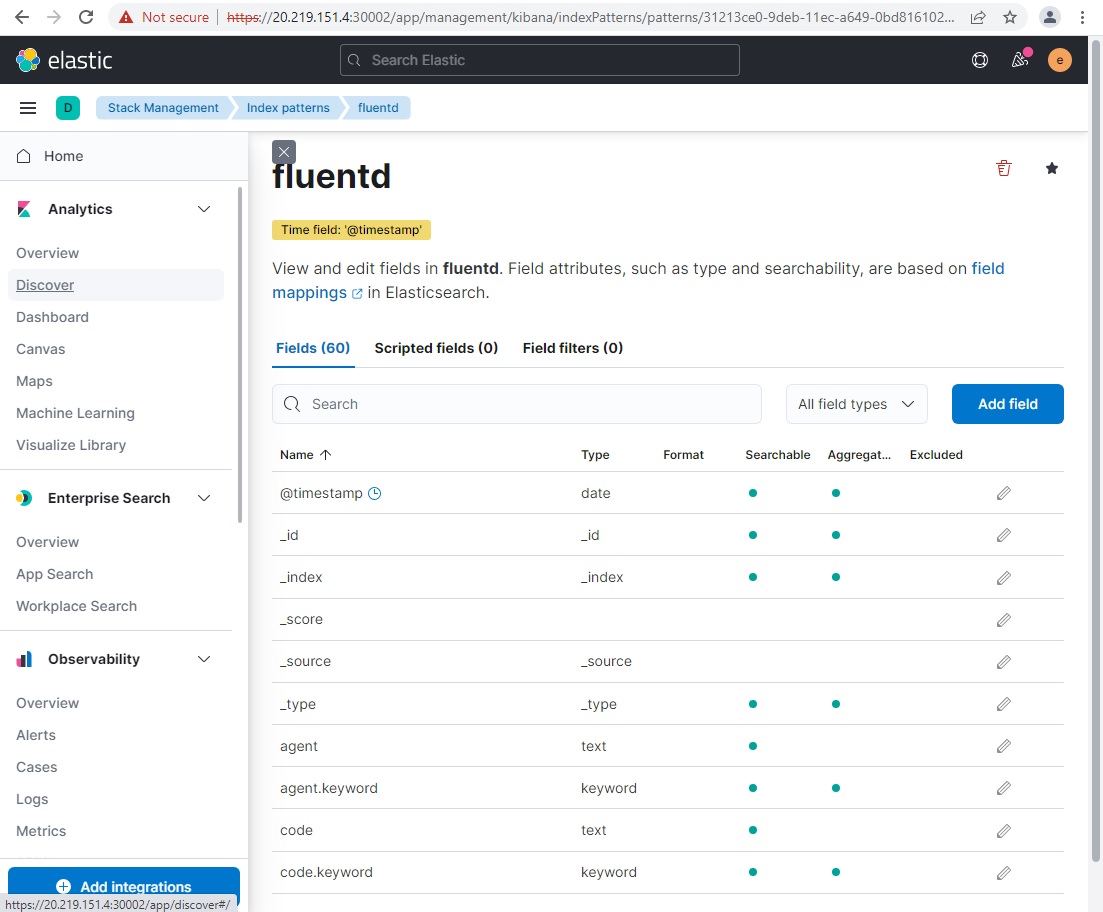 Not secure
https://20.219.151.4:30002/app/management/kibana/indexPatterns/patterns/31213ce0-9deb-11ec-a649-0bd816102...
elastic
Search Elastic
e
D
Stack Management
Index patterns
fluentd
Home
Analytics
Overview
Discover
Dashboard
Canvas
Maps
Machine Learning
Visualize Library
Enterprise Search
Overview
App Search
Workplace Search
Observability
Overview
Alerts
Cases
Logs
Metrics
Add integrations
https://20.219.151.4:30002/app/discover#/
fluentd
Time field: '@timestamp'
View and edit fields in fluentd. Field attributes, such as type and searchability, are based on field
mappings in Elasticsearch.
Fields (60) Scripted fields (0) Field filters (0)
Search
All field types
Add field
Name Type Format Searchable Aggregat... Excluded
@timestamp date
_id _id
_index _index
_score
_source _source
_type _type
agent text
agent.keyword keyword
code text
code.keyword keyword